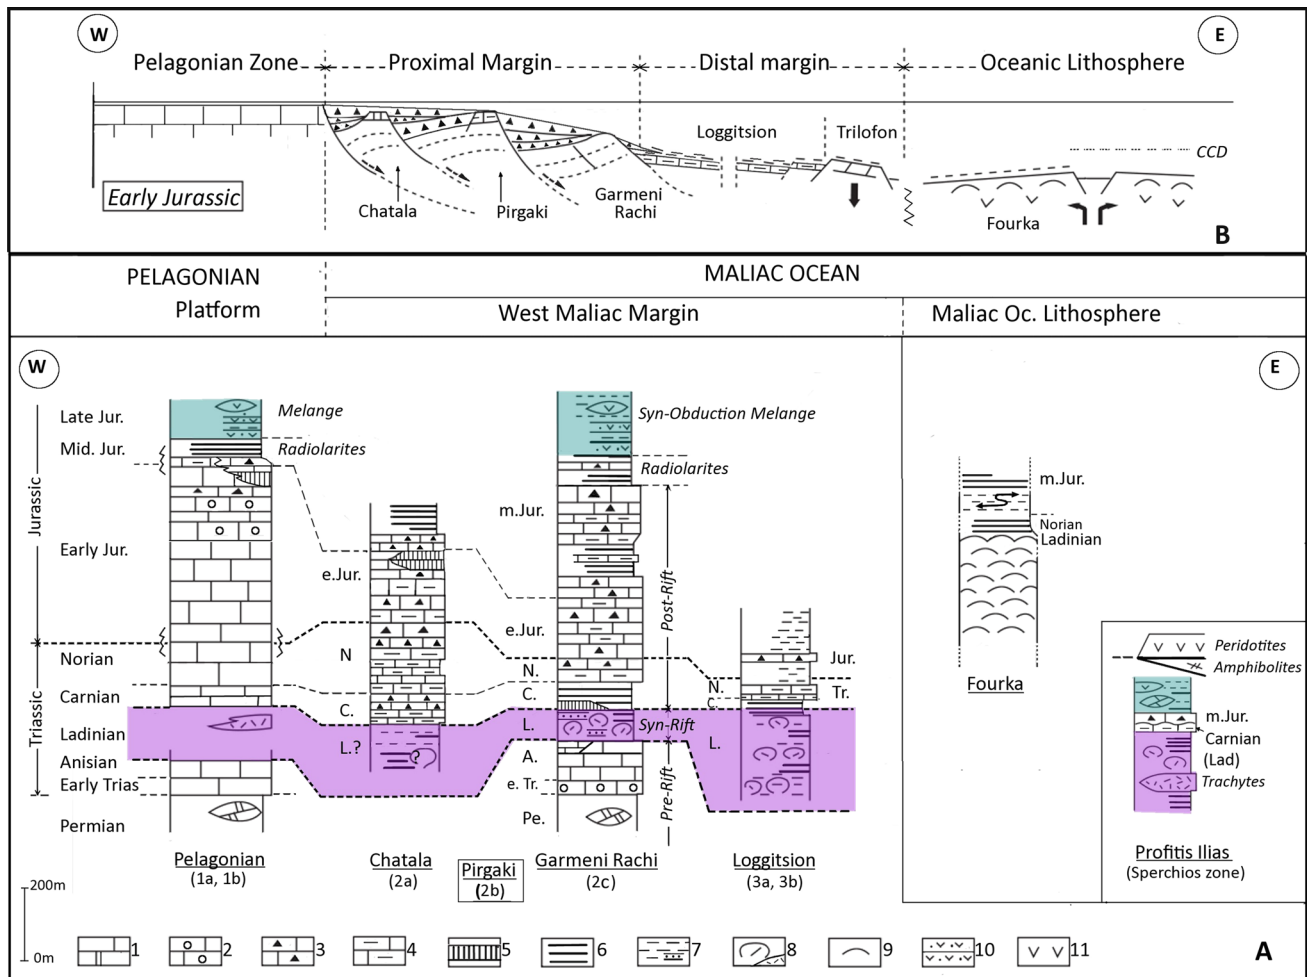 W
E
Pelagonian Zone
Proximal Margin
Distal margin
Oceanic Lithosphere
Loggitsion
Trilofon
CCD
Early Jurassic
Chatala
Pirgaki
Garmeni
Rachi
Fourka
B
PELAGONIAN
Platform
MALIAC OCEAN
West Maliac Margin
Maliac Oc. Lithosphere
W
E
Jurassic
Triassic
Late Jur.
Mid. Jur.
Early Jur.
Norian
Carnian
Ladinian
Anisian
Early Trias
Permian
Melange
Radiolarites
e.Jur.
N
C.
L.?
?
Syn-Obduction Melange
Radiolarites
m.Jur.
e.Jur.
N.
C.
L.
A.
e. Tr.
Pe.
Post-Rift
Syn-Rift
Pre-Rift
Jur.
Tr.
N.
C.
L.
m.Jur.
Norian
Ladinian
Fourka
Peridotites
Amphibolites
m.Jur.
Carnian
(Lad)
Trachytes
Profitis Ilias
(Sperchios zone)
Pelagonian
(1a, 1b)
Chatala
(2a)
Pirgaki
(2b)
Garmeni Rachi
(2c)
Loggitsion
(3a, 3b)
200m
0m
1
2
3
4
5
6
7
8
9
10
11
A